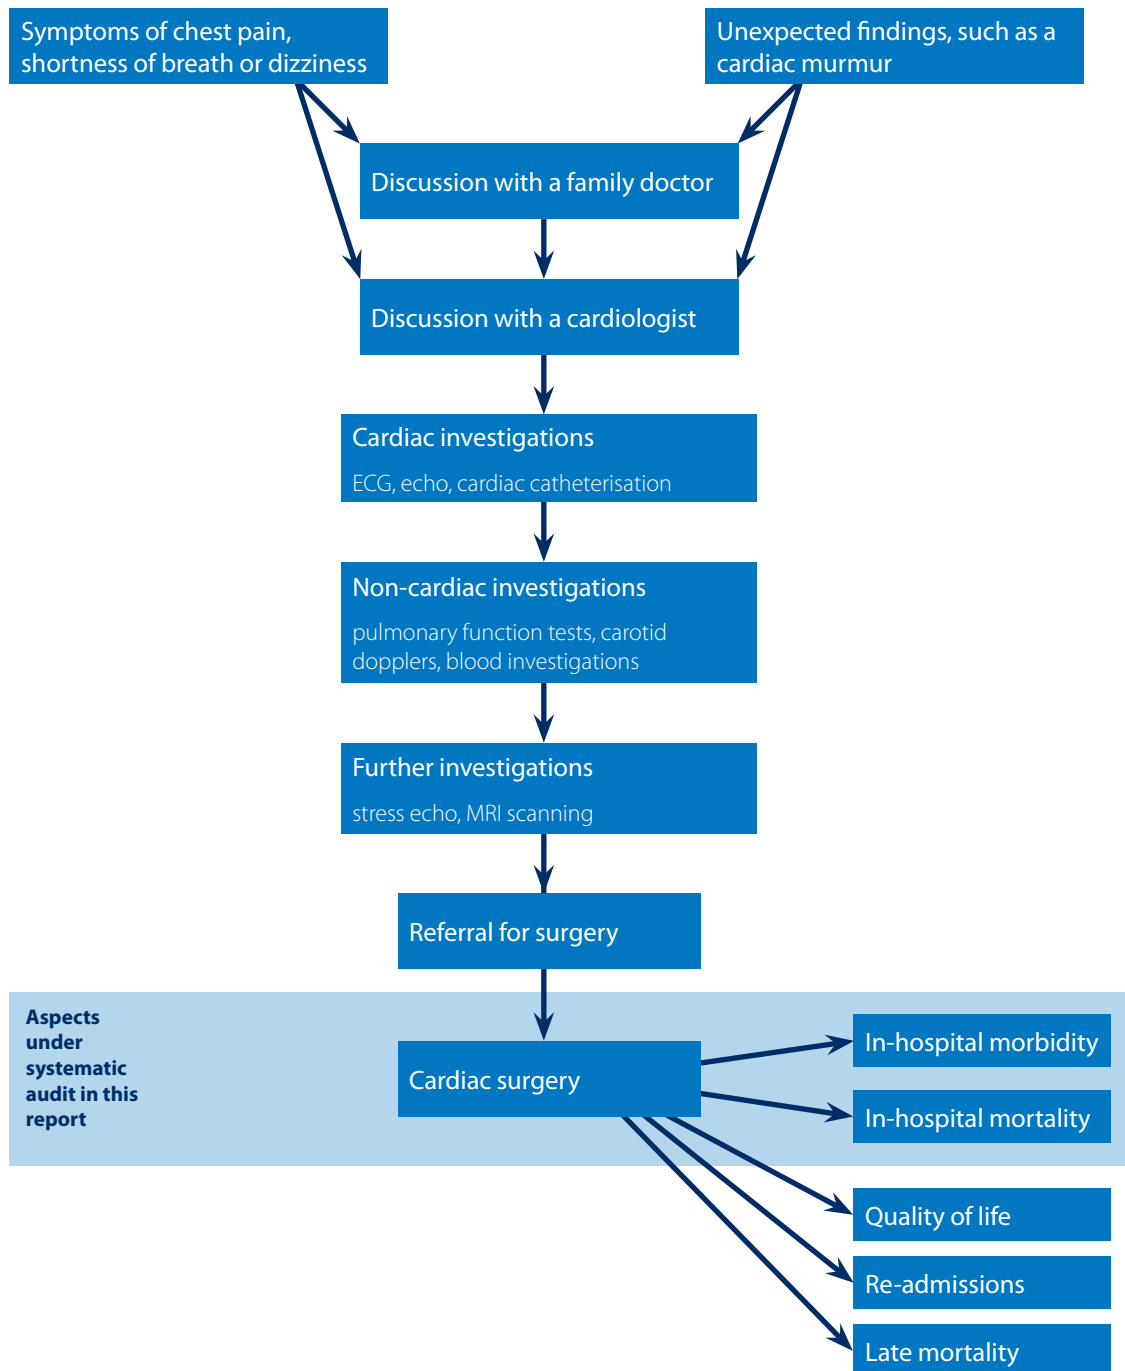 Symptoms of chest pain,
shortness of breath or dizziness
Unexpected findings, such as a
cardiac murmur
Discussion with a family doctor
Discussion with a cardiologist
Cardiac investigations
ECG, echo, cardiac catheterisation
Non-cardiac investigations
pulmonary function tests, carotid
dopplers, blood investigations
Further investigations
stress echo, MRI scanning
Referral for surgery
Aspects
under
systematic
audit in this
report
Cardiac surgery
In-hospital morbidity
In-hospital mortality
Quality of life
Re-admissions
Late mortality